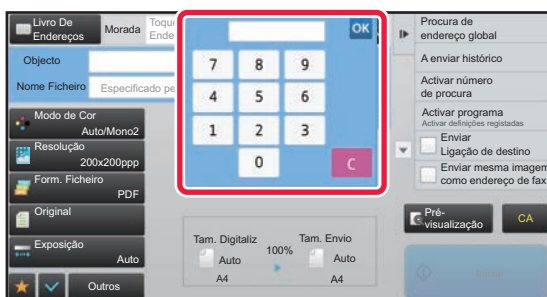 Livro De
Endereços
Morada
Toque
Ende
OK
Procura de
endereço global
Objecto
A enviar histórico
Nome Ficheiro
Especificado pe
7
8
9
4
5
6
1
2
3
0
C
Activar número
de procura
Activar programa
Activar definições registadas
Enviar
Ligação de destino
Enviar mesma imagem
como endereço de fax
Modo de Cor
Auto/Mono2
Resolução
200x200ppp
Form. Ficheiro
PDF
Original
Exposição
Auto
Outros
Tam. Digitaliz
100%
Tam. Envio
Auto
A4
Auto
A4
Pré-
visualização
CA